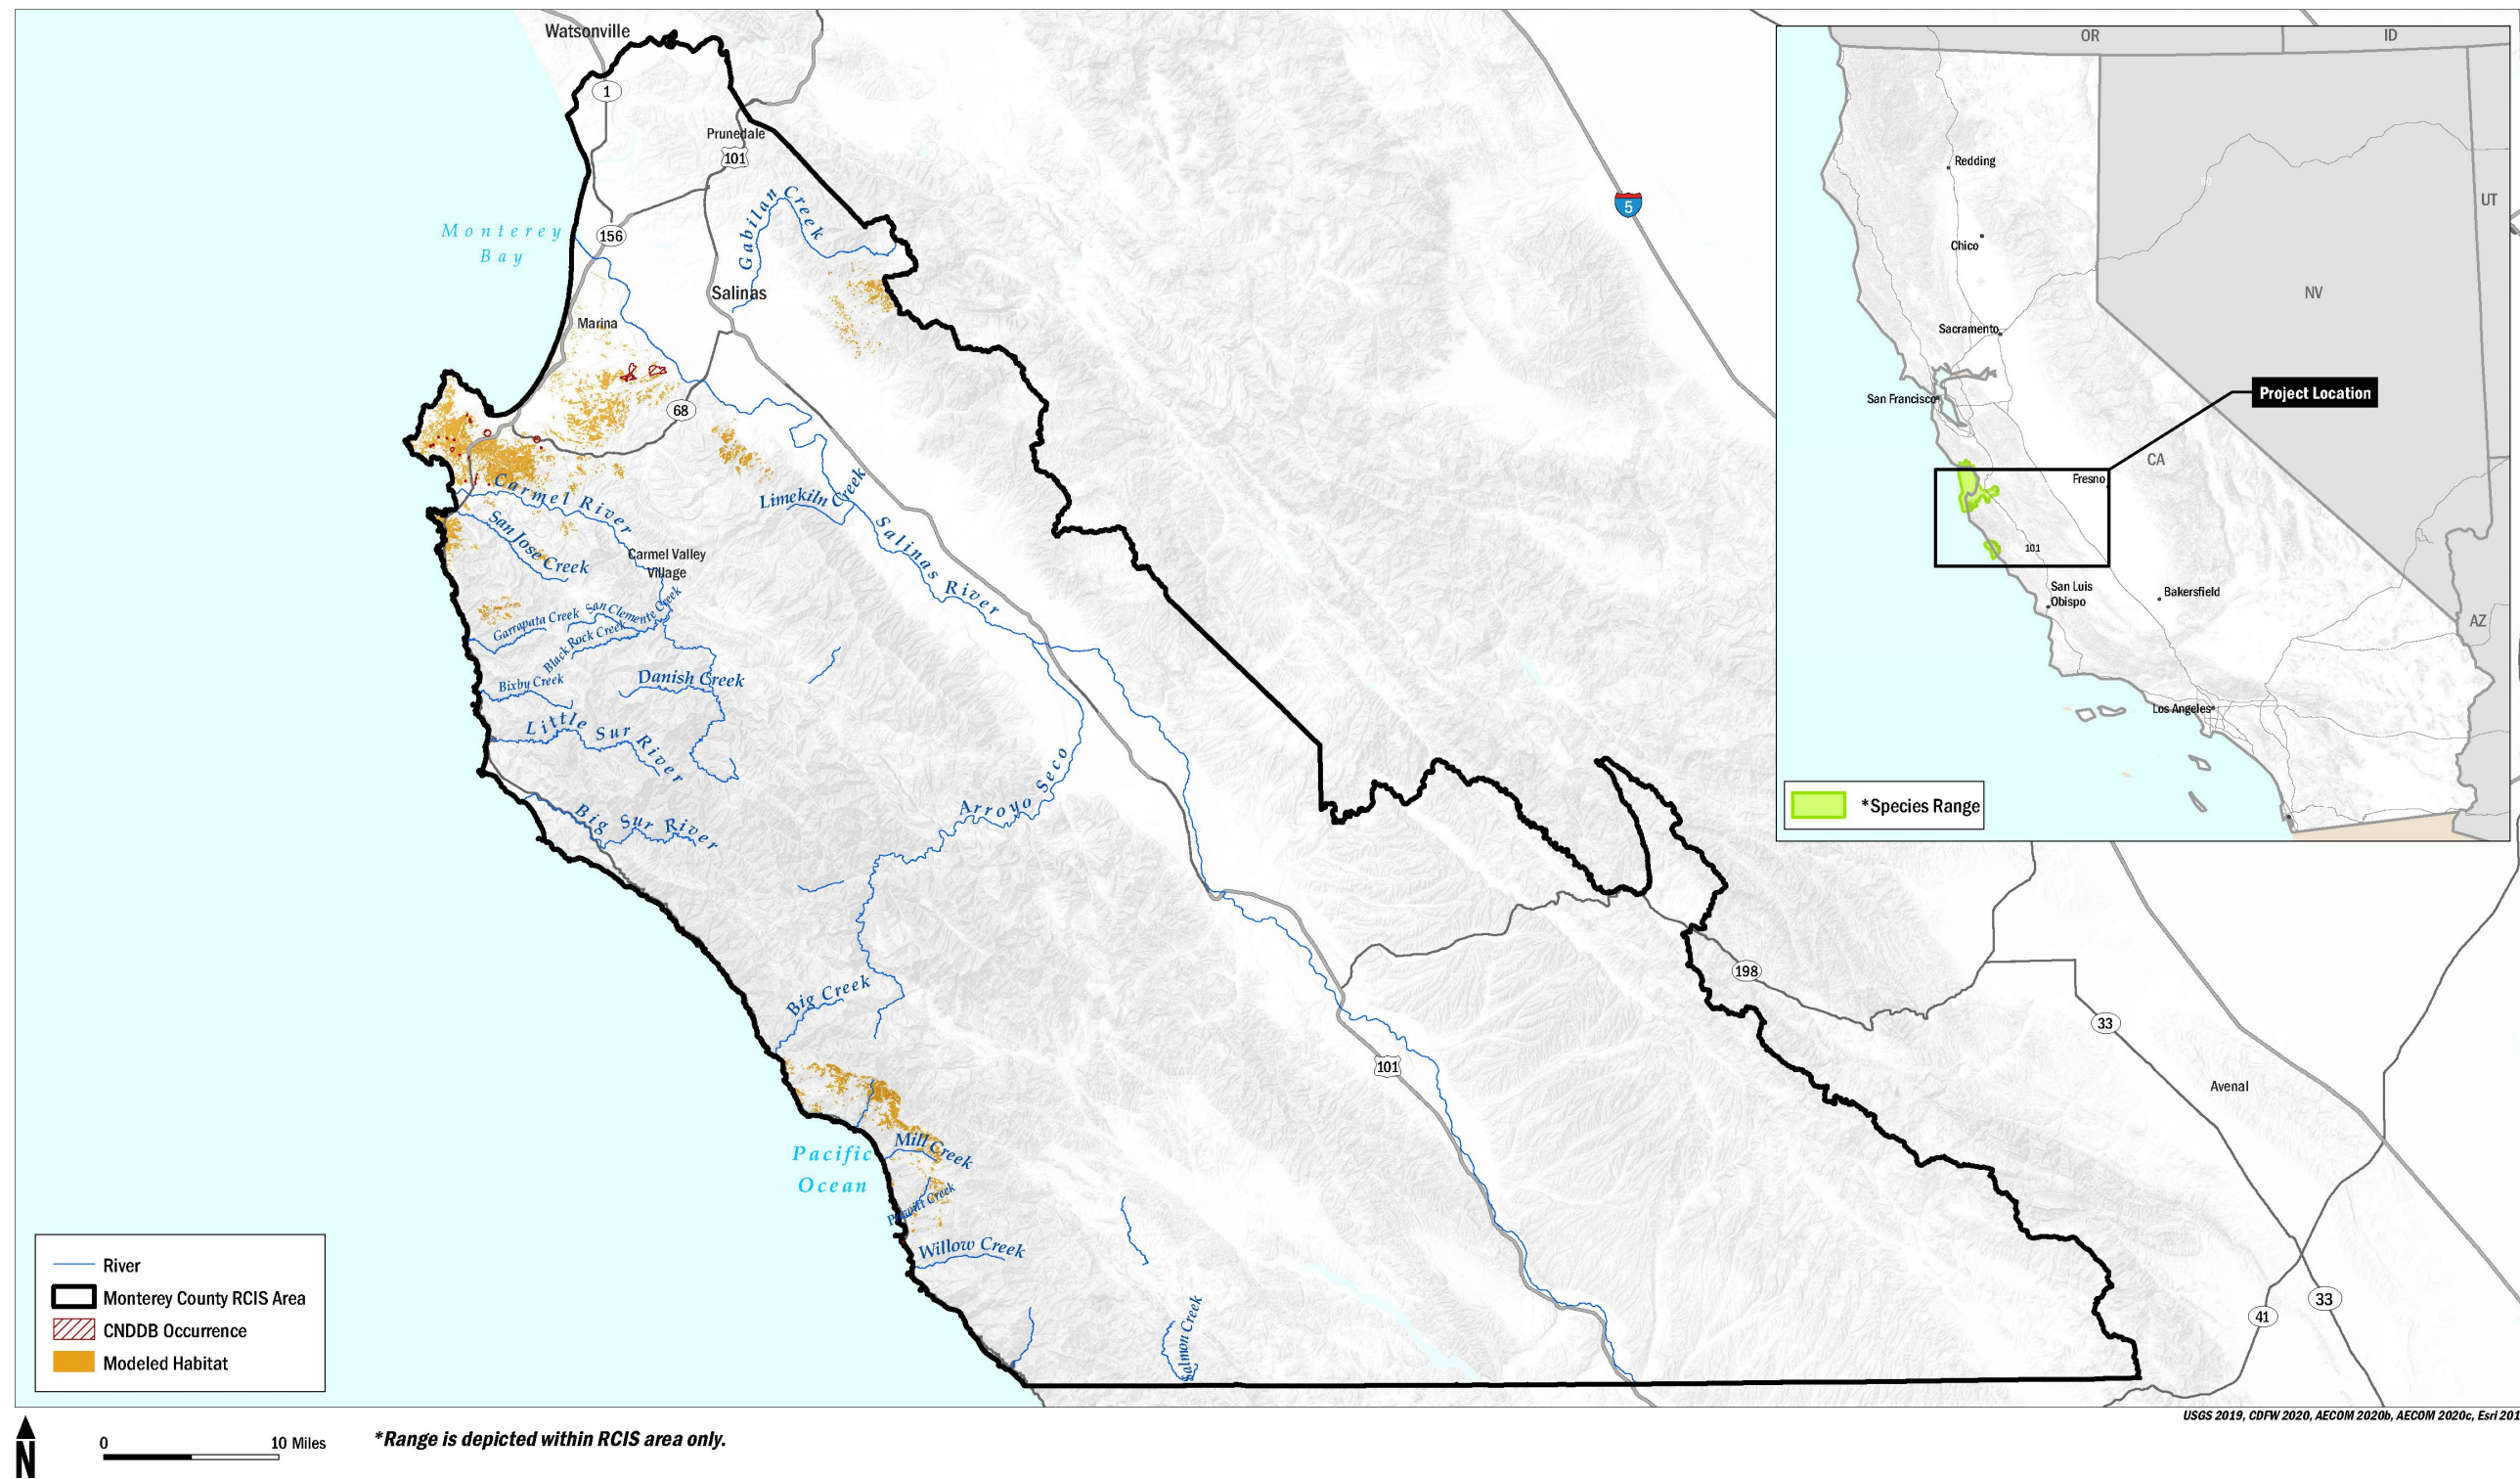 Watsonville
1
Prunedale
101
Monterey
Bay
156
Gabilan Creek
Salinas
Marina
68
Carmel River
Limekiln Creek
San Jose Creek
Salinas River
Carmel Valley
Village
Garrapata Creek
San Clemente Creek
Black Rock Creek
Bixby Creek
Danish Creek
Little Sur River
Arroyo Seco
Big Sur River
Big Creek
Pacific
Ocean
Mill Creek
Prewitt Creek
Willow Creek
Salmon Creek
101
5
198
33
Avenal
41
33
OR
ID
Redding
UT
80
Chico
NV
Sacramento
Project Location
San Francisco
CA
Fresno
101
San Luis
Obispo
Bakersfield
AZ
Los Angeles
*Species Range
River
Monterey County RCIS Area
CNDDB Occurrence
Modeled Habitat
N
0 10 Miles
*Range is depicted within RCIS area only.
USGS 2019, CDFW 2020, AECOM 2020b, AECOM 2020c, Esri 201